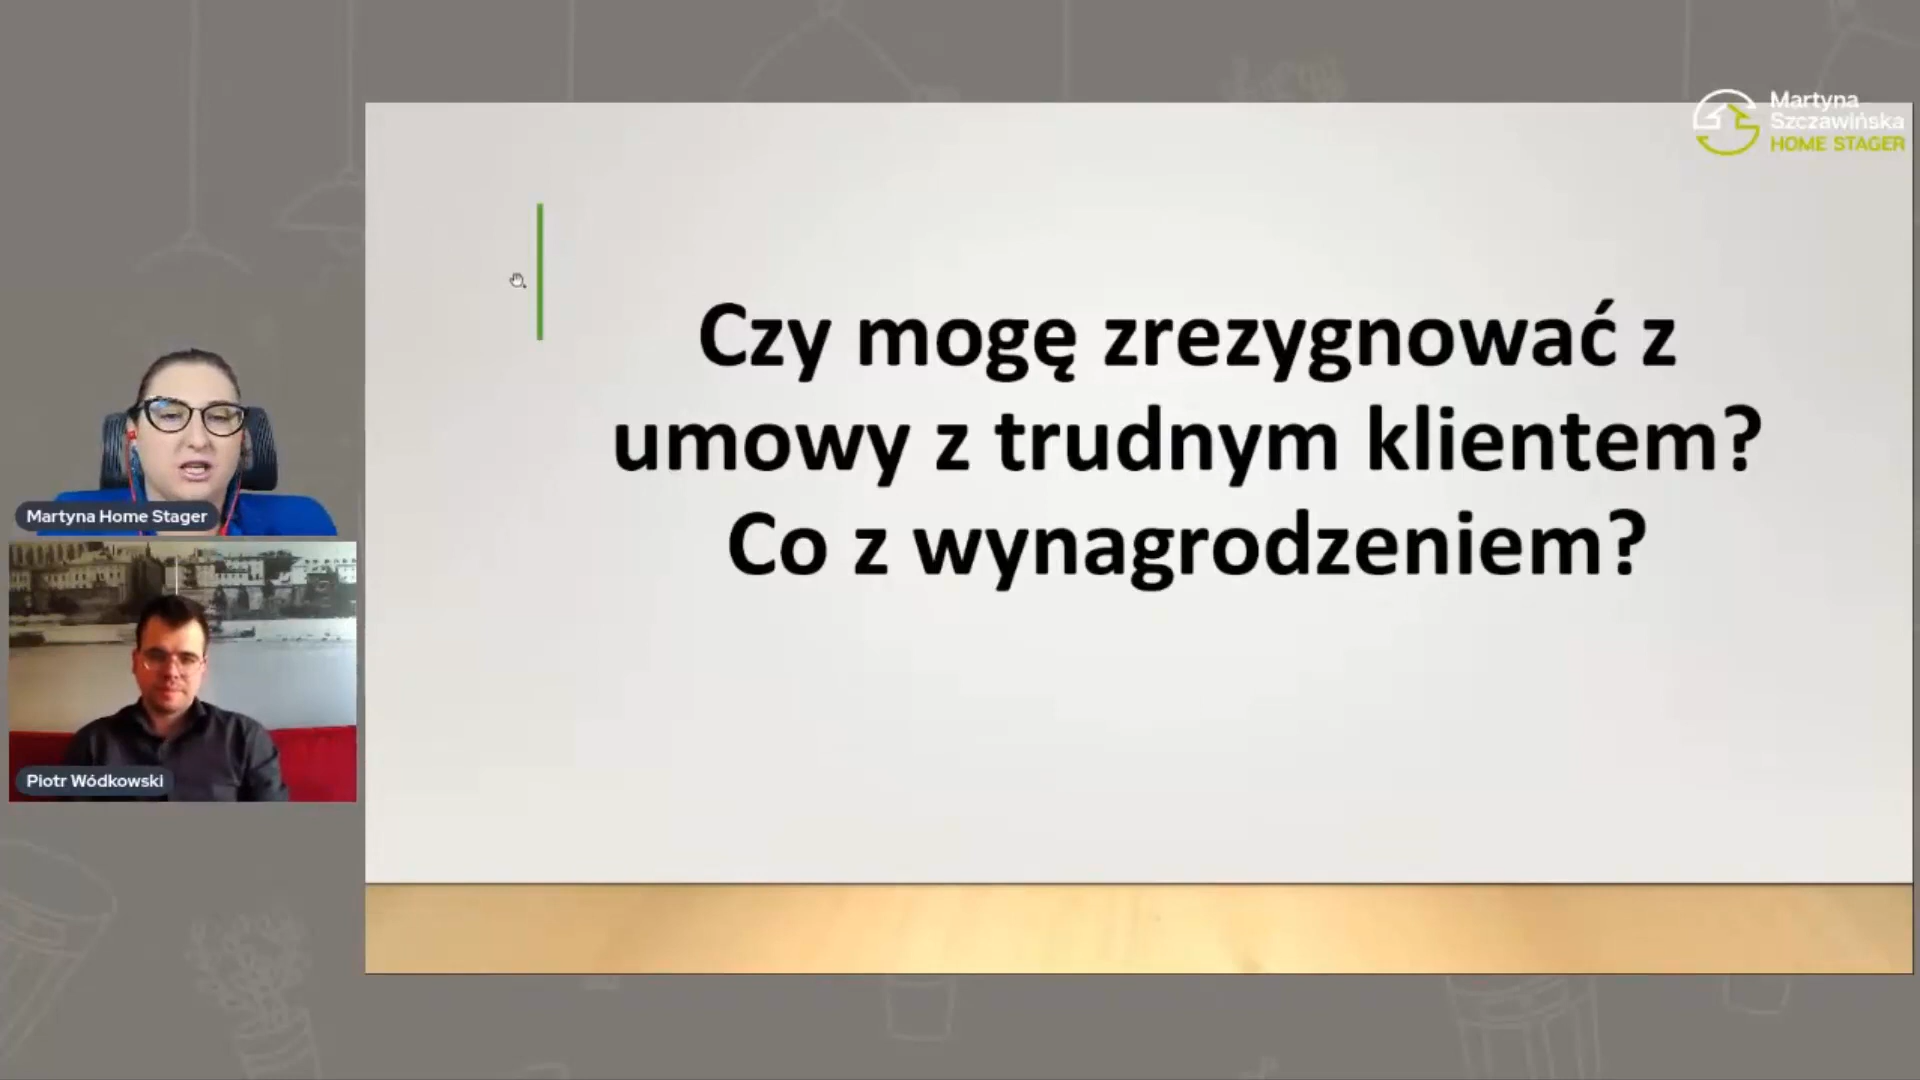 Martyna
Szczawińska
HOME STAGER
Czy mogę zrezygnować z
umowy z trudnym klientem?
Co z wynagrodzeniem?
Martyna Home Stager
Piotr Wódkowski